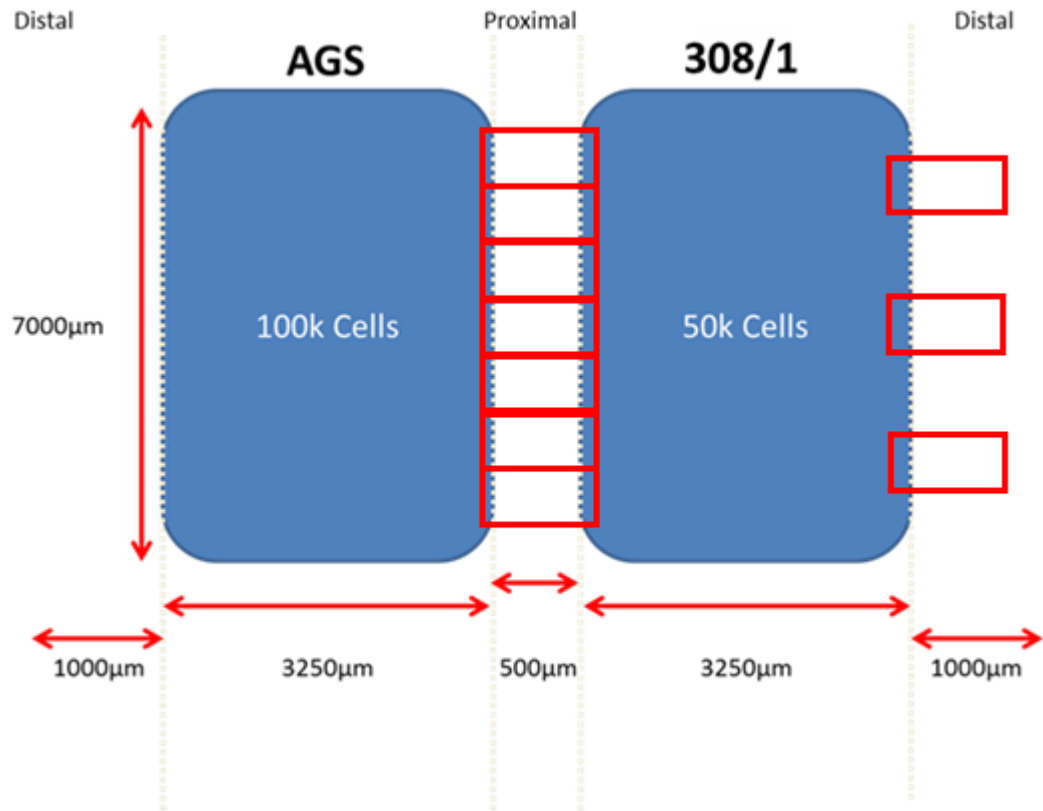 Distal
Proximal
Distal
AGS
308/1
7000µm
100k Cells
50k Cells
1000µm
3250µm
500µm
3250µm
1000µm